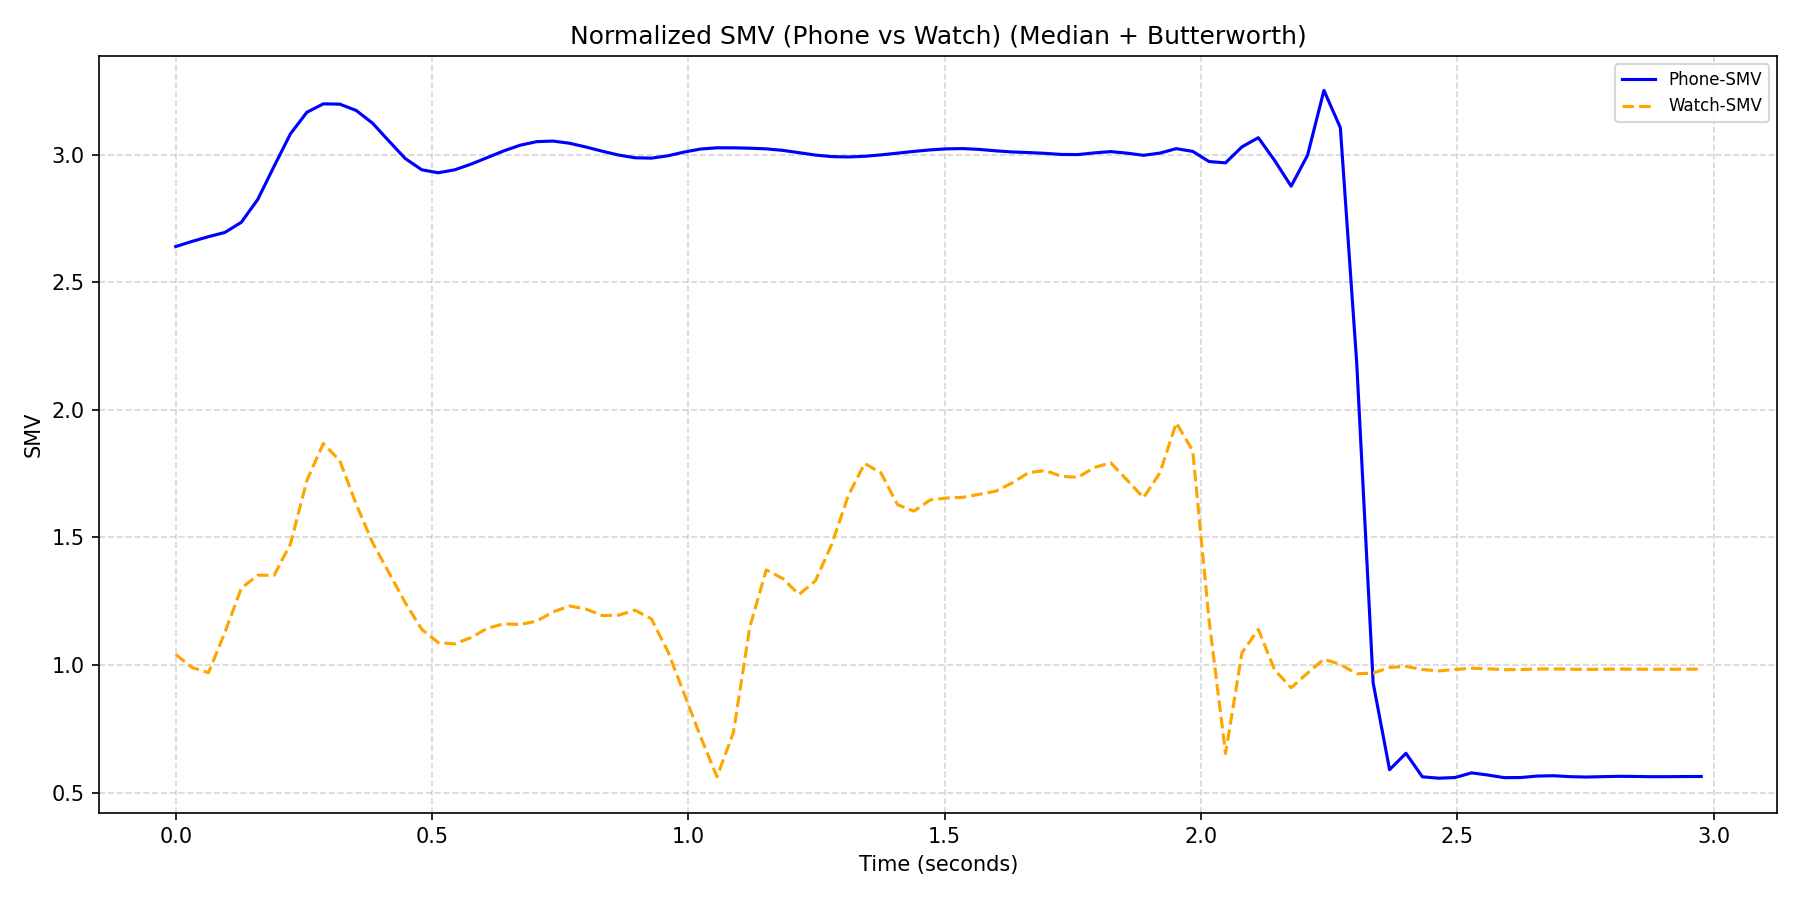 Normalized SMV (Phone vs Watch) (Median + Butterworth)
Phone-SMV
Watch-SMV
SMV
3.0
2.5
2.0
1.5
1.0
0.5
0.0 0.5 1.0 1.5 2.0 2.5 3.0
Time (seconds)